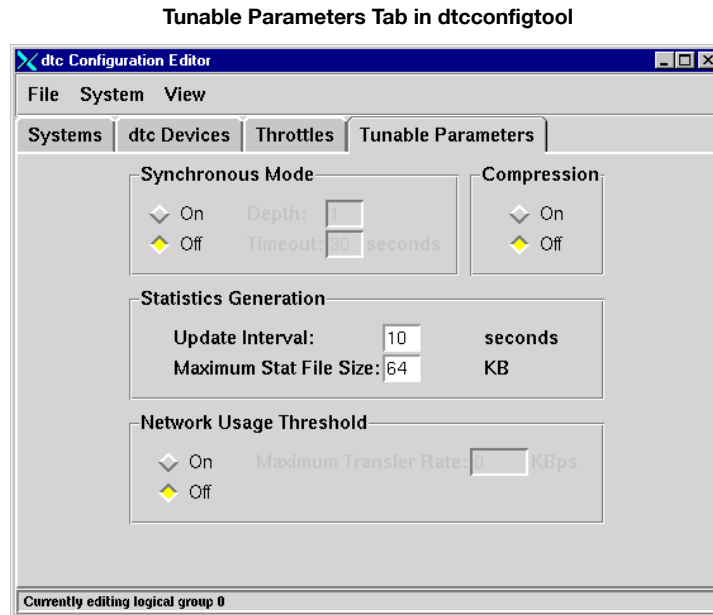 Tunable Parameters Tab in dtcconfigtool
dtc Configuration Editor
File System View
Systems dtc Devices Throttles Tunable Parameters
Synchronous Mode Compression
On Depth: 1 On
Off Timeout: 30 seconds Off
Statistics Generation
Update Interval: 10 seconds
Maximum Stat File Size: 64 KB
Network Usage Threshold
On Maximum Transfer Rate: 0 KBps
Off
Currently editing logical group 0